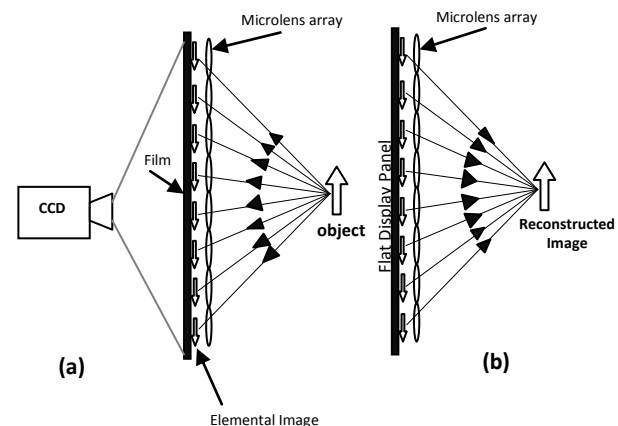 Microlens array
Film
CCD
object
(a)
Elemental Image
Microlens array
Flat Display Panel
Reconstructed
Image
(b)